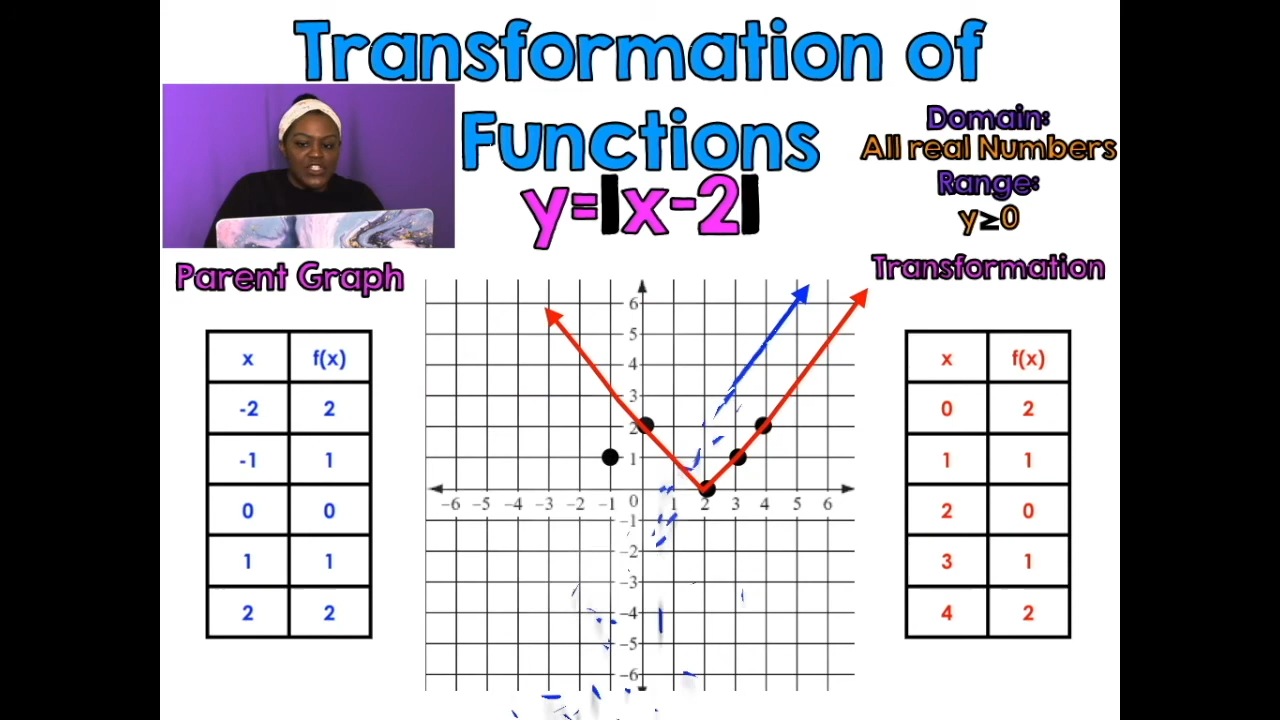 Transformation of
Functions
y=|x-2|
Domain:
All real Numbers
Range:
y≥0
Parent Graph
Transformation
x f(x)
-2 2
-1 1
0 0
1 1
2 2
6
5
4
3
2
1
-6 -5 -4 -3 -2 -1 0 1 2 3 4 5 6
-1
-2
-3
-4
-5
-6
x f(x)
0 2
1 1
2 0
3 1
4 2